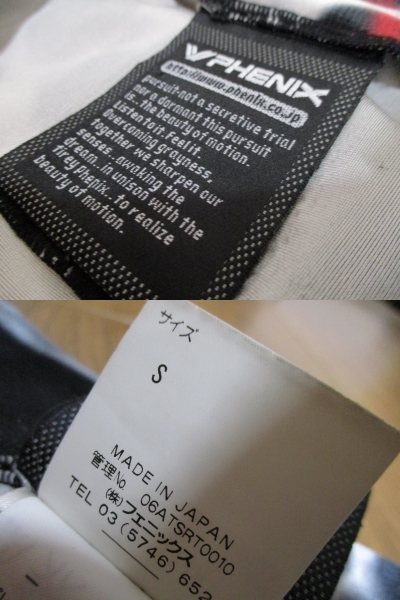 PHENIX
http://www.phenix.co.jp
pursuit-not a secretive trial
nor a dormant this pursuit
is.. the beauty of motion.
Listen to it. Feel it.
Overcoming grayness,
together we sharpen our
senses..awaking the
dream.. in unison with the
Trey Phenix.. to realize
beauty of motion.
サイズ
S
MADE IN JAPAN
管理No. 06ATSRT0010
(株)フェニックス
TEL 03 (5746) 652